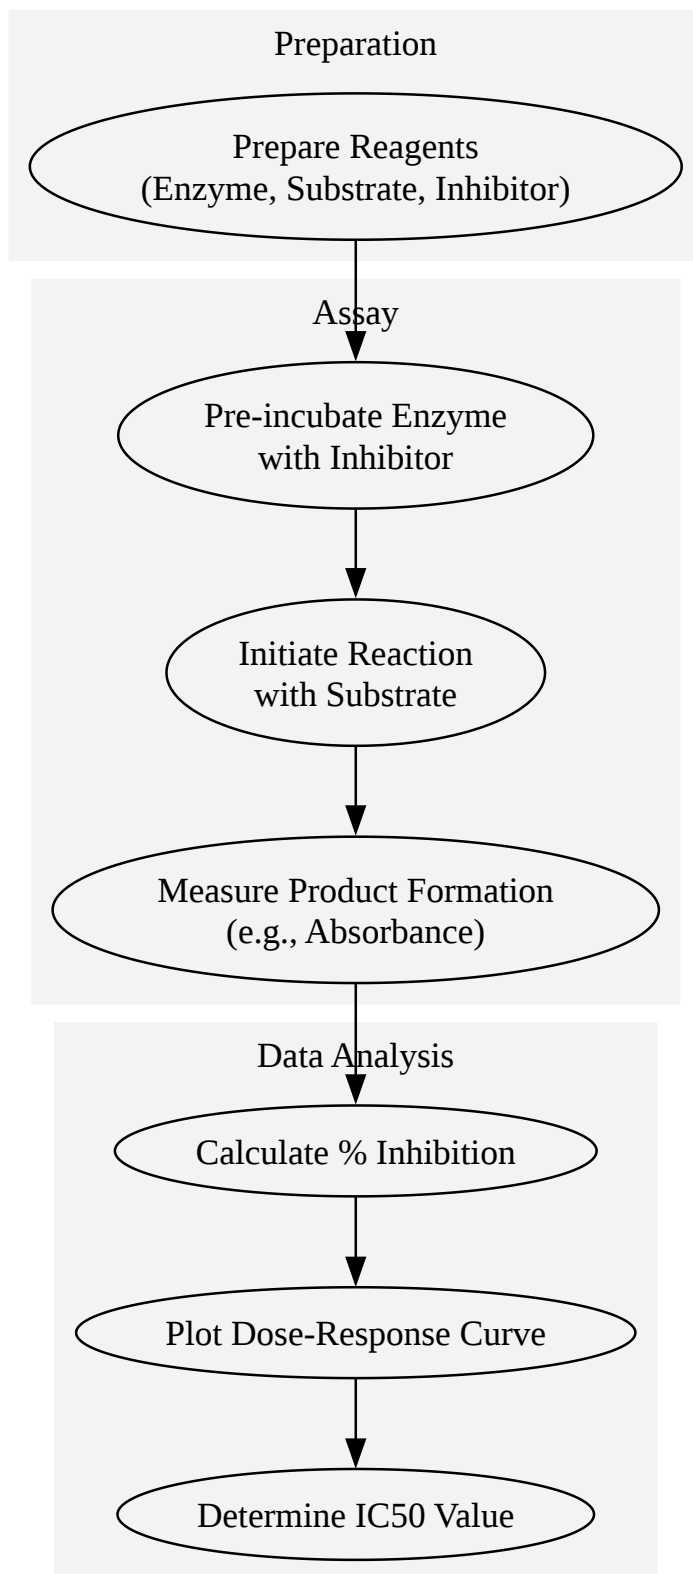 Preparation
Prepare Reagents
(Enzyme, Substrate, Inhibitor)
Assay
Pre-incubate Enzyme
with Inhibitor
Initiate Reaction
with Substrate
Measure Product Formation
(e.g., Absorbance)
Data Analysis
Calculate % Inhibition
Plot Dose-Response Curve
Determine IC50 Value